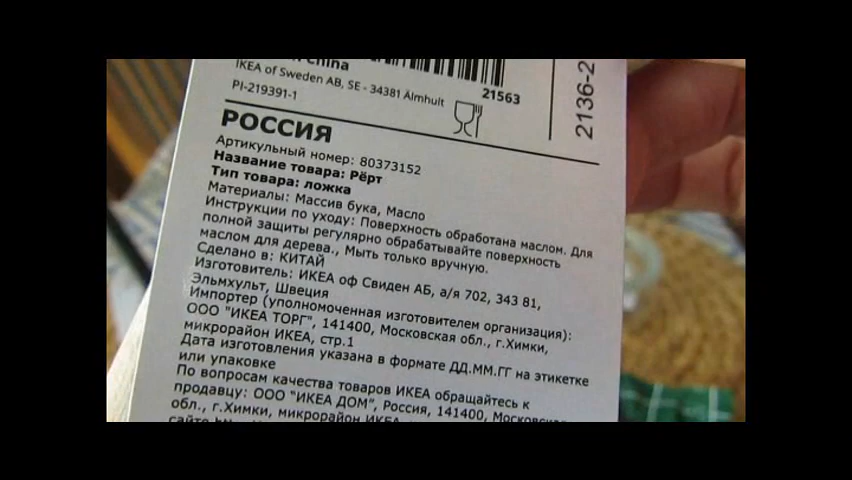 China
IKEA of Sweden AB, SE - 34381 Älmhult
21563
PI-219391-1
2136-2
РОССИЯ
Артикульный номер: 80373152
Название товара: Рёрт
Тип товара: ложка
Материалы: Массив бука, Масло
Инструкции по уходу: Поверхность обработана маслом. Для
полной защиты регулярно обрабатывайте поверхность
маслом для дерева., Мыть только вручную.
Сделано в: КИТАЙ
Изготовитель: ИКЕА оф Свиден АБ, а/я 702, 343 81,
Эльмхульт, Швеция
Импортер (уполномоченная изготовителем организация):
ООО "ИКЕА ТОРГ", 141400, Московская обл., г.Химки,
микрорайон ИКЕА, стр.1
Дата изготовления указана в формате ДД.ММ.ГГ на этикетке
или упаковке
По вопросам качества товаров ИКЕА обращайтесь к
продавцу: ООО "ИКЕА ДОМ", Россия, 141400, Московская
обл., г.Химки, микрорайон ИКЕА
сайте